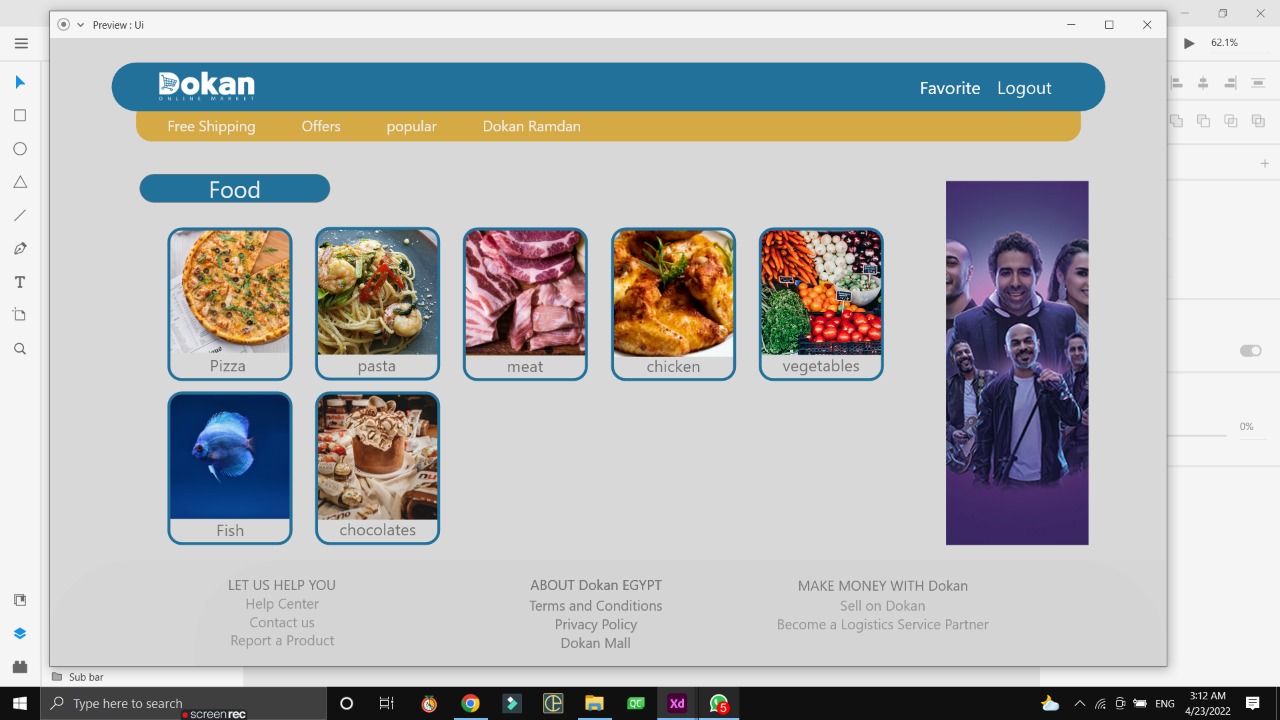 Preview : Ui
62.1%
Dokan
ONLINE MARKET
Favorite Logout
Free Shipping Offers popular Dokan Ramdan
Food
Pizza pasta meat chicken vegetables
0%
Fish chocolates
LET US HELP YOU ABOUT Dokan EGYPT MAKE MONEY WITH Dokan
Help Center Terms and Conditions Sell on Dokan
Contact us Privacy Policy Become a Logistics Service Partner
Report a Product Dokan Mall
Sub bar
Type here to search
screenrec
QC
Xd
5
ENG
3:12 AM
4/23/2022